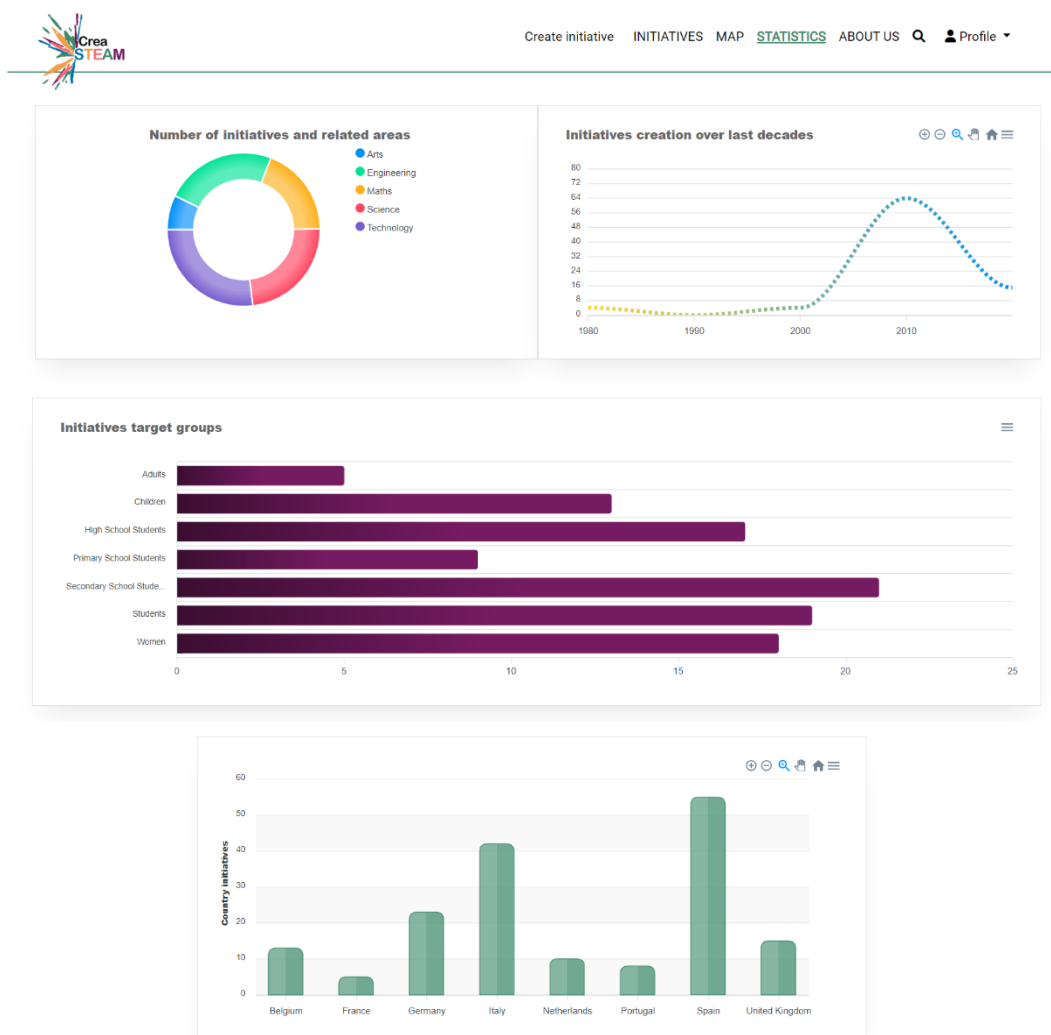 Crea
STEAM
Create initiative INITIATIVES MAP STATISTICS ABOUT US Profile
Number of initiatives and related areas
Arts
Engineering
Maths
Science
Technology
Initiatives creation over last decades
80
72
64
56
48
40
32
24
16
8
0
1980 1990 2000 2010
Initiatives target groups
Adults
Children
High School Students
Primary School Students
Secondary School Stude...
Students
Women
0 5 10 15 20 25
Country initiatives
60
50
40
30
20
10
0
Belgium France Germany Italy Netherlands Portugal Spain United Kingdom